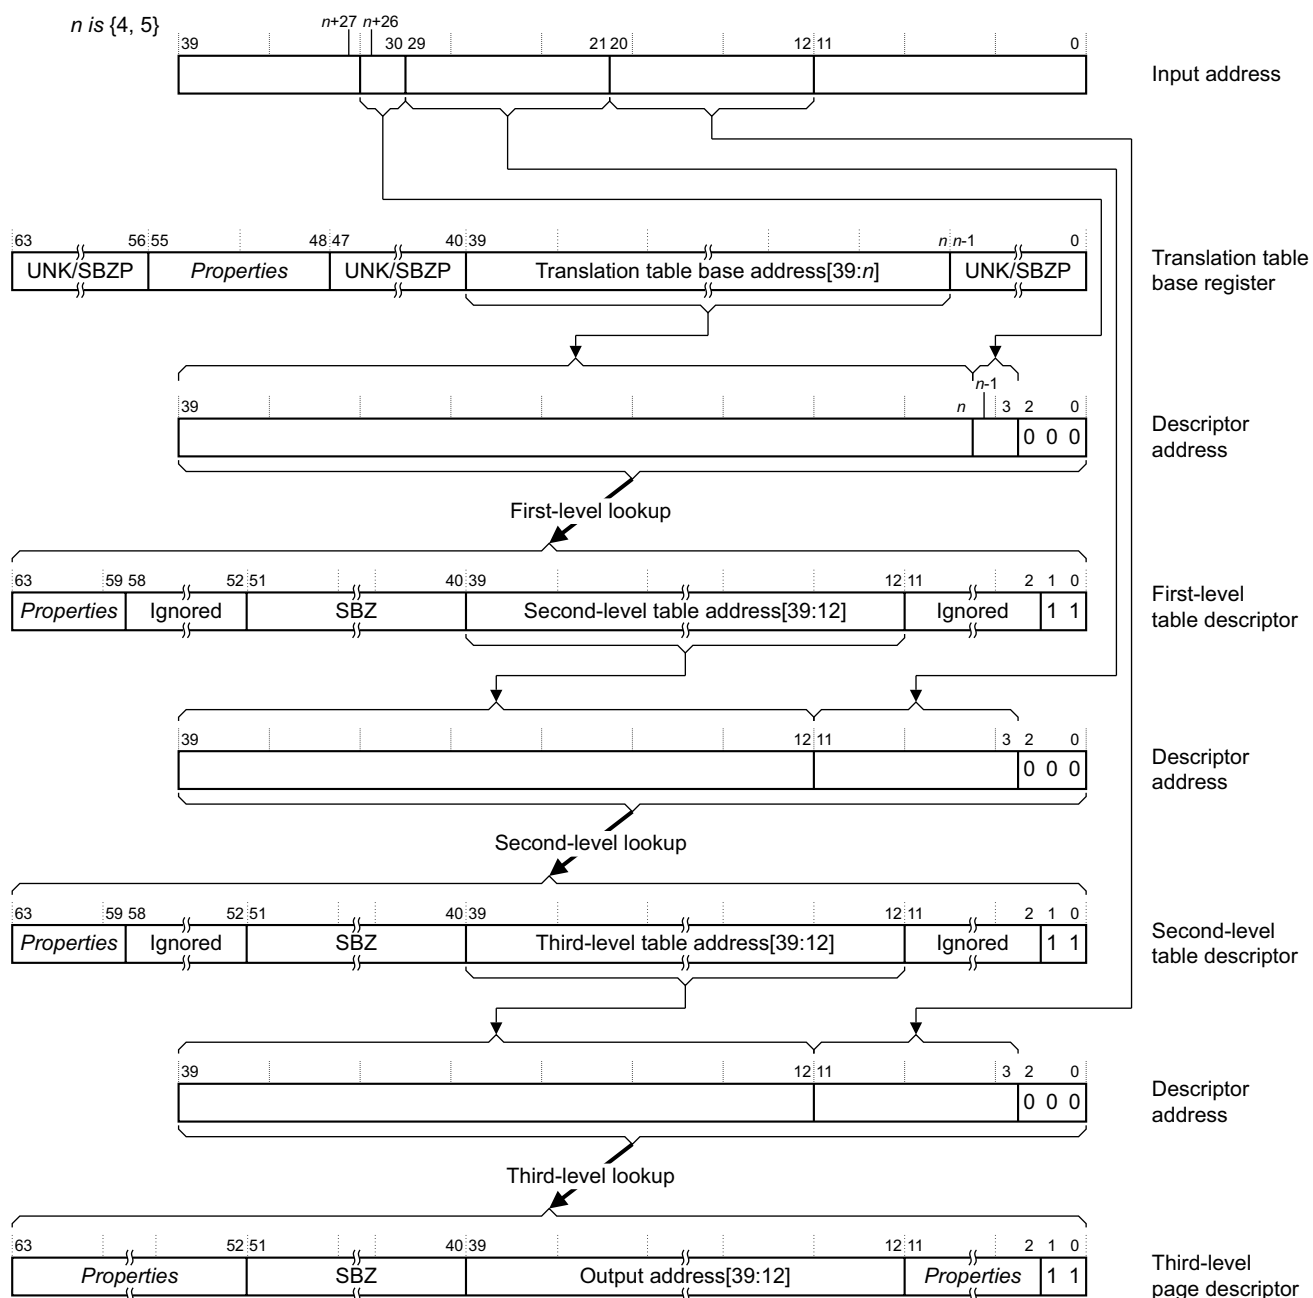 n is {4, 5}
n+27 n+26
39 30 29 21 20 12 11 0
Input address
63 56 55 48 47 40 39 n n-1 0
UNK/SBZP Properties UNK/SBZP Translation table base address[39:n] UNK/SBZP
Translation table
base register
n-1
39 n 3 2 0
0 0 0
Descriptor
address
First-level lookup
63 59 58 52 51 40 39 12 11 2 1 0
Properties Ignored SBZ Second-level table address[39:12] Ignored 1 1
First-level
table descriptor
39 12 11 3 2 0
0 0 0
Descriptor
address
Second-level lookup
63 59 58 52 51 40 39 12 11 2 1 0
Properties Ignored SBZ Third-level table address[39:12] Ignored 1 1
Second-level
table descriptor
39 12 11 3 2 0
0 0 0
Descriptor
address
Third-level lookup
63 52 51 40 39 12 11 2 1 0
Properties SBZ Output address[39:12] Properties 1 1
Third-level
page descriptor